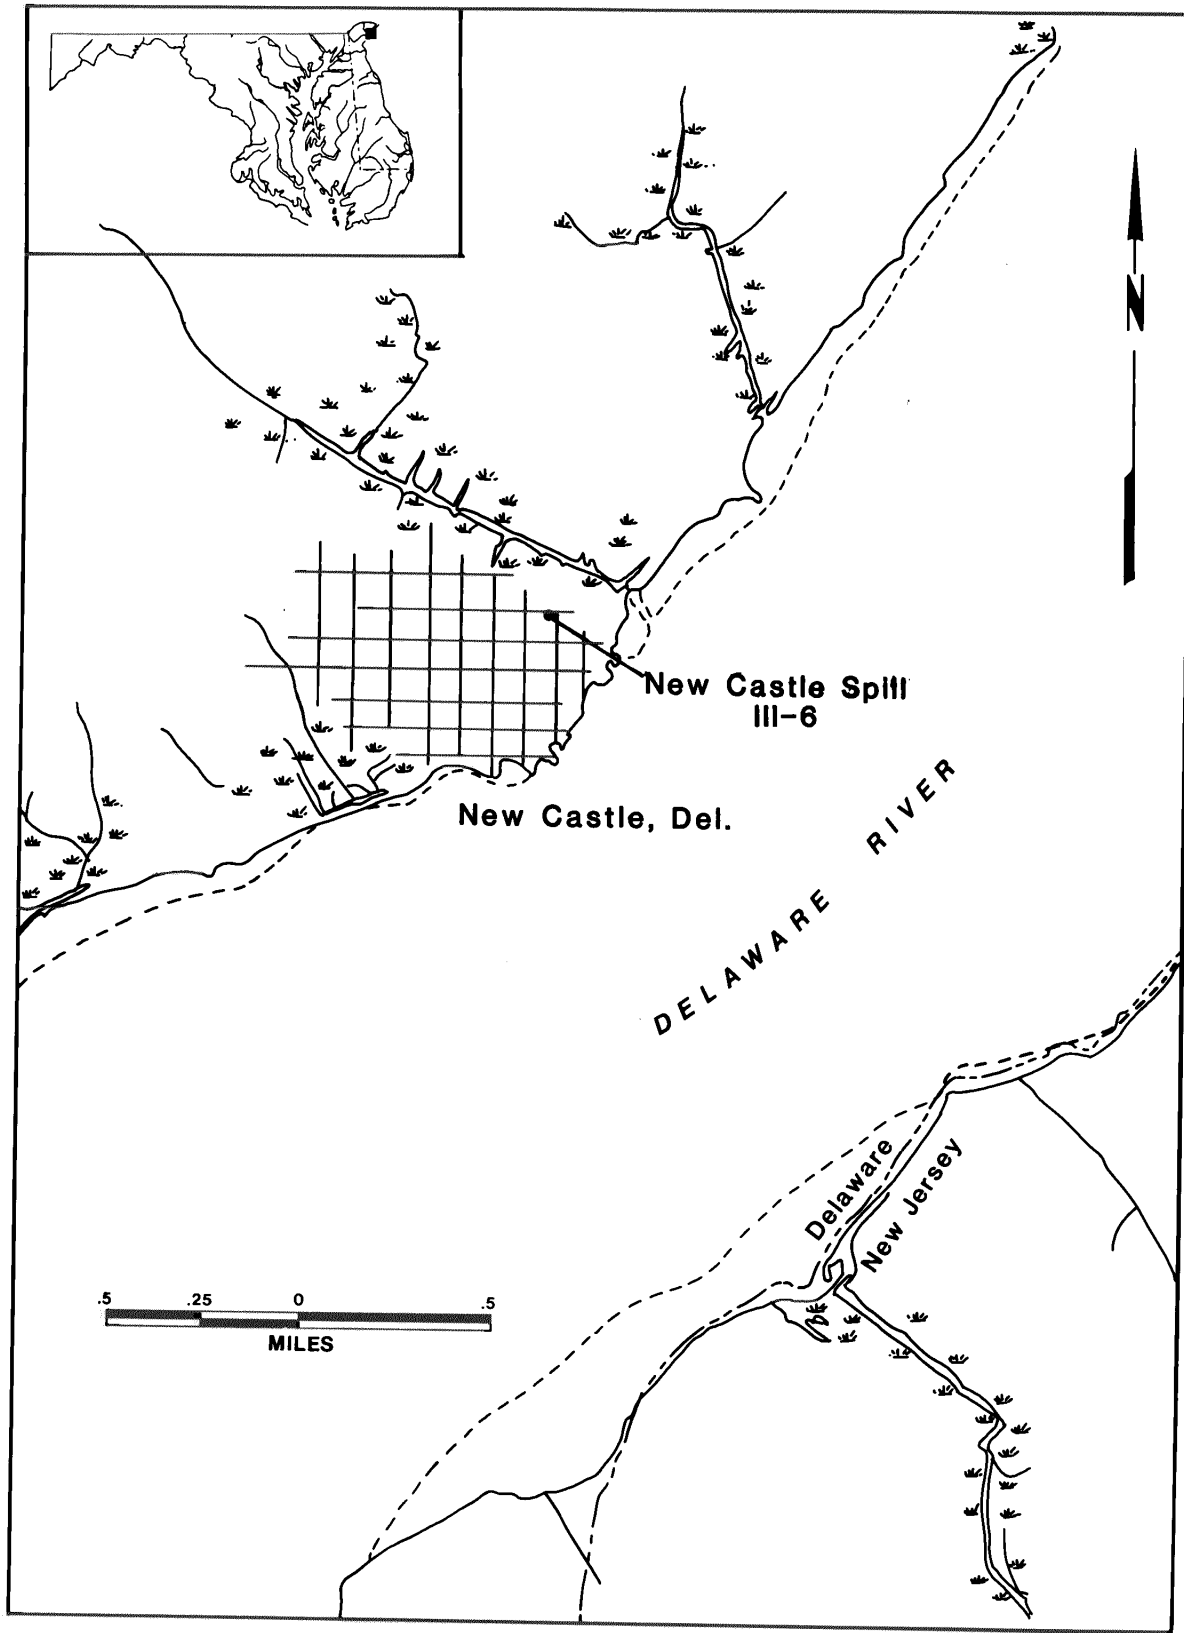 N
New Castle Spill
III-6
New Castle, Del.
DELAWARE RIVER
Delaware
New Jersey
.5 .25 0 .5
MILES